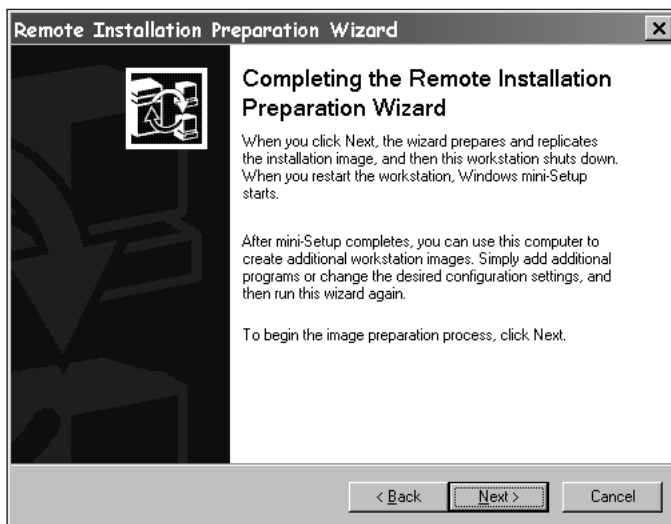 Remote Installation Preparation Wizard
Completing the Remote Installation
Preparation Wizard
When you click Next, the wizard prepares and replicates
the installation image, and then this workstation shuts down.
When you restart the workstation, Windows mini-Setup
starts.
After mini-Setup completes, you can use this computer to
create additional workstation images. Simply add additional
programs or change the desired configuration settings, and
then run this wizard again.
To begin the image preparation process, click Next.
< Back
Next >
Cancel